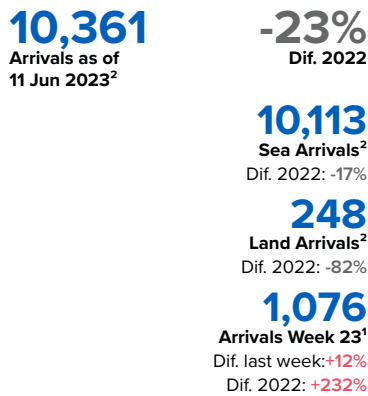 10,361
Arrivals as of
11 Jun 2023²
-23%
Dif. 2022
10,113
Sea Arrivals²
Dif. 2022: -17%
248
Land Arrivals²
Dif. 2022: -82%
1,076
Arrivals Week 23¹
Dif. last week:+12%
Dif. 2022: +232%